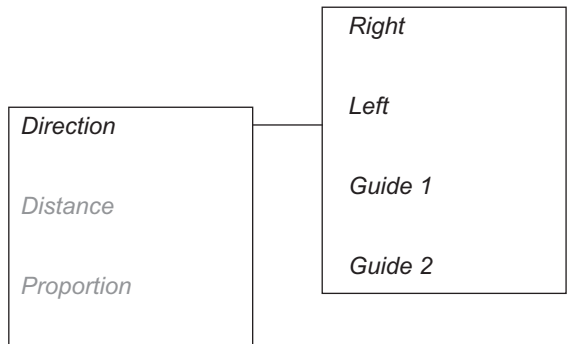 Right
Left
Direction
Guide 1
Distance
Guide 2
Proportion